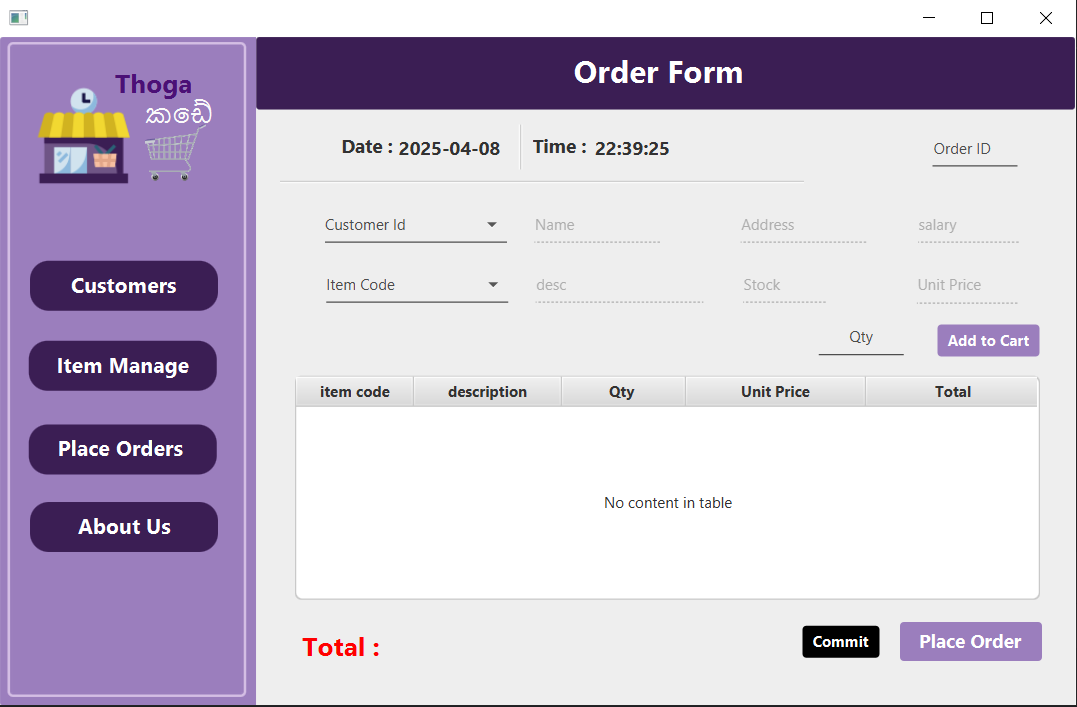 Thoga
කඩේ
Customers
Item Manage
Place Orders
About Us
Order Form
Date : 2025-04-08 Time : 22:39:25 Order ID
Customer Id Name Address salary
Item Code desc Stock Unit Price
Qty Add to Cart
item code description Qty Unit Price Total
No content in table
Total : Commit Place Order